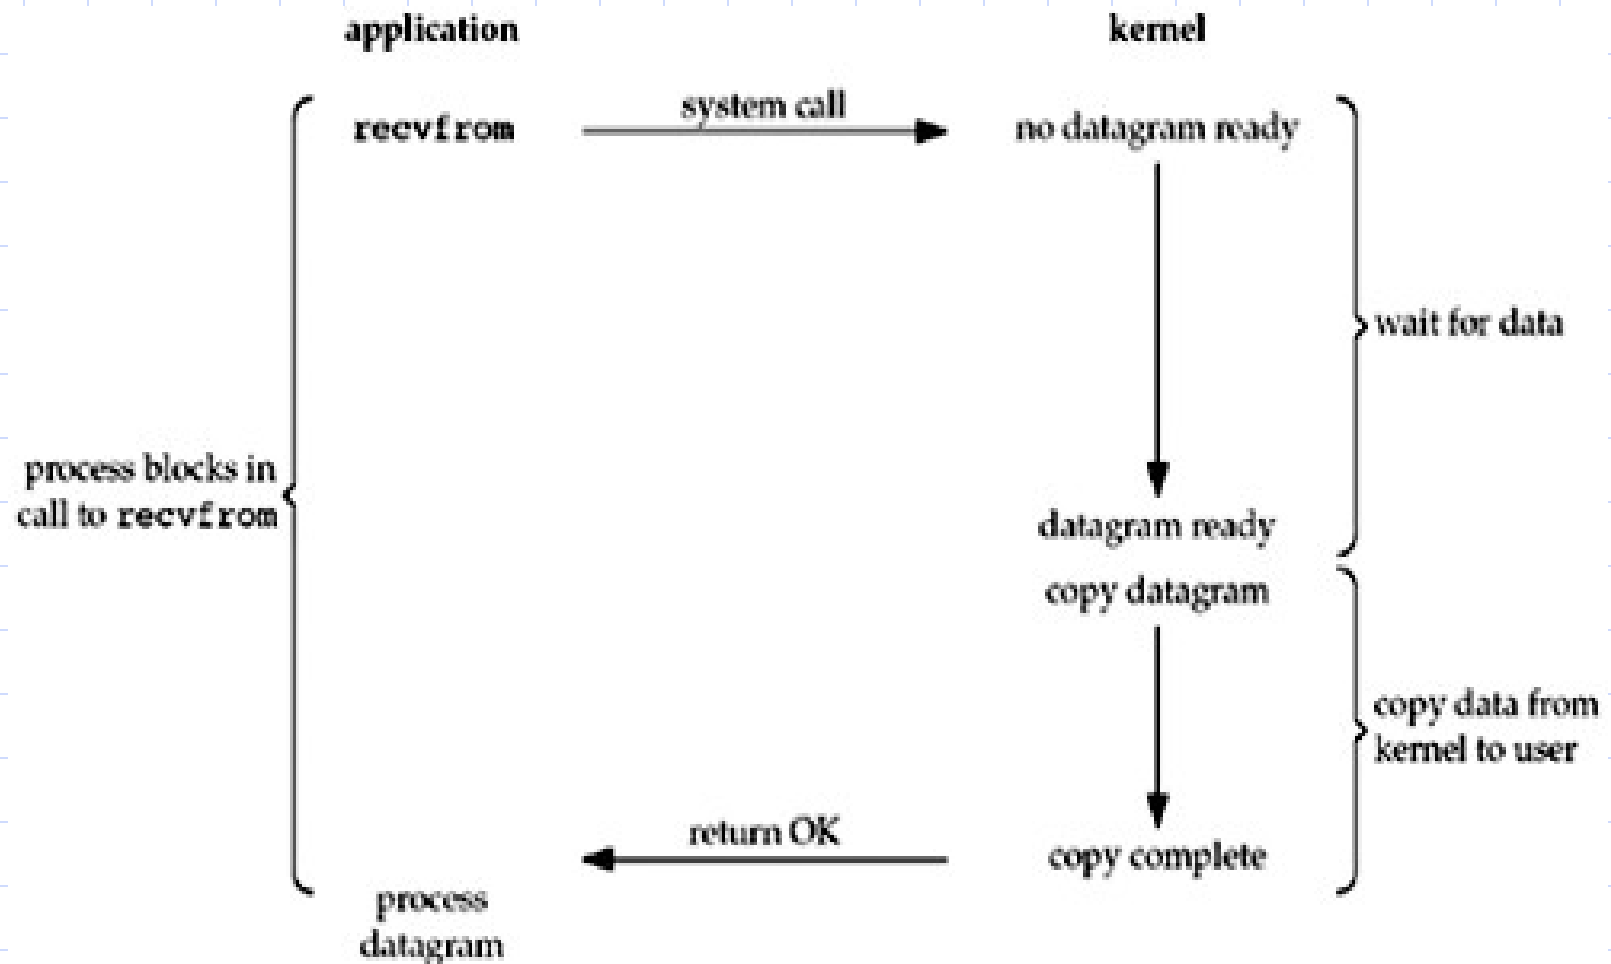 application
kernel
recvfrom
system call
no datagram ready
wait for data
process blocks in
call to recvfrom
datagram ready
copy datagram
copy data from
kernel to user
return OK
copy complete
process
datagram